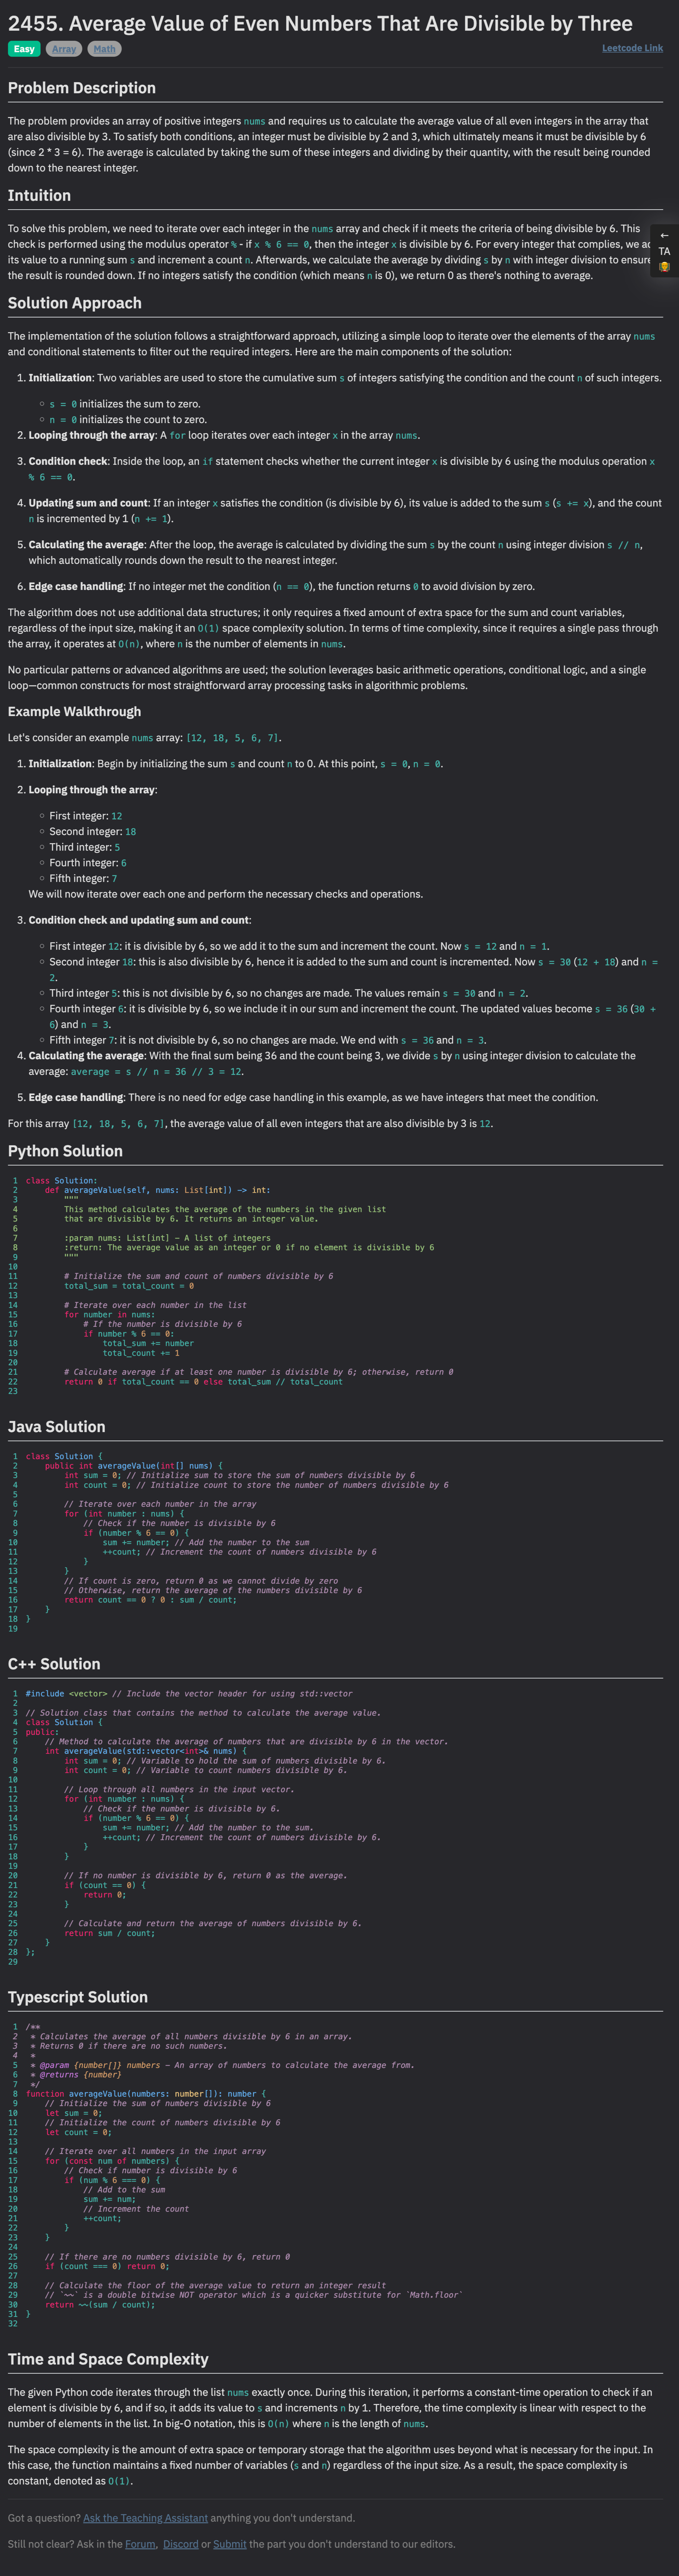 2455. Average Value of Even Numbers That Are Divisible by Three
Easy Array Math Leetcode Link
Problem Description
The problem provides an array of positive integers nums and requires us to calculate the average value of all even integers in the array that
are also divisible by 3. To satisfy both conditions, an integer must be divisible by 2 and 3, which ultimately means it must be divisible by 6
(since 2 * 3 = 6). The average is calculated by taking the sum of these integers and dividing by their quantity, with the result being rounded
down to the nearest integer.
Intuition
To solve this problem, we need to iterate over each integer in the nums array and check if it meets the criteria of being divisible by 6. This
check is performed using the modulus operator % - if x % 6 == 0, then the integer x is divisible by 6. For every integer that complies, we
its value to a running sum s and increment a count n. Afterwards, we calculate the average by dividing s by n with integer division to ensure
the result is rounded down. If no integers satisfy the condition (which means n is 0), we return 0 as there's nothing to average.
←
TA
Solution Approach
The implementation of the solution follows a straightforward approach, utilizing a simple loop to iterate over the elements of the array nums
and conditional statements to filter out the required integers. Here are the main components of the solution:
1. Initialization: Two variables are used to store the cumulative sum s of integers satisfying the condition and the count n of such integers.
○ s = 0 initializes the sum to zero.
○ n = 0 initializes the count to zero.
2. Looping through the array: A for loop iterates over each integer x in the array nums.
3. Condition check: Inside the loop, an if statement checks whether the current integer x is divisible by 6 using the modulus operation x
% 6 == 0.
4. Updating sum and count: If an integer x satisfies the condition (is divisible by 6), its value is added to the sum s (s += x), and the count
n is incremented by 1 (n += 1).
5. Calculating the average: After the loop, the average is calculated by dividing the sum s by the count n using integer division s // n,
which automatically rounds down the result to the nearest integer.
6. Edge case handling: If no integer met the condition (n == 0), the function returns 0 to avoid division by zero.
The algorithm does not use additional data structures; it only requires a fixed amount of extra space for the sum and count variables,
regardless of the input size, making it an O(1) space complexity solution. In terms of time complexity, since it requires a single pass through
the array, it operates at O(n), where n is the number of elements in nums.
No particular patterns or advanced algorithms are used; the solution leverages basic arithmetic operations, conditional logic, and a single
loop—common constructs for most straightforward array processing tasks in algorithmic problems.
Example Walkthrough
Let's consider an example nums array: [12, 18, 5, 6, 7].
1. Initialization: Begin by initializing the sum s and count n to 0. At this point, s = 0, n = 0.
2. Looping through the array:
○ First integer: 12
○ Second integer: 18
○ Third integer: 5
○ Fourth integer: 6
○ Fifth integer: 7
We will now iterate over each one and perform the necessary checks and operations.
3. Condition check and updating sum and count:
○ First integer 12: it is divisible by 6, so we add it to the sum and increment the count. Now s = 12 and n = 1.
○ Second integer 18: this is also divisible by 6, hence it is added to the sum and count is incremented. Now s = 30 (12 + 18) and n =
2.
○ Third integer 5: this is not divisible by 6, so no changes are made. The values remain s = 30 and n = 2.
○ Fourth integer 6: it is divisible by 6, so we include it in our sum and increment the count. The updated values become s = 36 (30 +
6) and n = 3.
○ Fifth integer 7: it is not divisible by 6, so no changes are made. We end with s = 36 and n = 3.
4. Calculating the average: With the final sum being 36 and the count being 3, we divide s by n using integer division to calculate the
average: average = s // n = 36 // 3 = 12.
5. Edge case handling: There is no need for edge case handling in this example, as we have integers that meet the condition.
For this array [12, 18, 5, 6, 7], the average value of all even integers that are also divisible by 3 is 12.
Python Solution
1 class Solution:
2     def averageValue(self, nums: List[int]) -> int:
3         """
4         This method calculates the average of the numbers in the given list
5         that are divisible by 6. It returns an integer value.
6
7         :param nums: List[int] - A list of integers
8         :return: The average value as an integer or 0 if no element is divisible by 6
9         """
10
11         # Initialize the sum and count of numbers divisible by 6
12         total_sum = total_count = 0
13
14         # Iterate over each number in the list
15         for number in nums:
16             # If the number is divisible by 6
17             if number % 6 == 0:
18                 total_sum += number
19                 total_count += 1
20
21         # Calculate average if at least one number is divisible by 6; otherwise, return 0
22         return 0 if total_count == 0 else total_sum // total_count
23
Java Solution
1 class Solution {
2     public int averageValue(int[] nums) {
3         int sum = 0; // Initialize sum to store the sum of numbers divisible by 6
4         int count = 0; // Initialize count to store the number of numbers divisible by 6
5
6         // Iterate over each number in the array
7         for (int number : nums) {
8             // Check if the number is divisible by 6
9             if (number % 6 == 0) {
10                 sum += number; // Add the number to the sum
11                 ++count; // Increment the count of numbers divisible by 6
12             }
13         }
14         // If count is zero, return 0 as we cannot divide by zero
15         // Otherwise, return the average of the numbers divisible by 6
16         return count == 0 ? 0 : sum / count;
17     }
18 }
19
C++ Solution
1 #include <vector> // Include the vector header for using std::vector
2
3 // Solution class that contains the method to calculate the average value.
4 class Solution {
5 public:
6     // Method to calculate the average of numbers that are divisible by 6 in the vector.
7     int averageValue(std::vector<int>& nums) {
8         int sum = 0; // Variable to hold the sum of numbers divisible by 6.
9         int count = 0; // Variable to count numbers divisible by 6.
10
11         // Loop through all numbers in the input vector.
12         for (int number : nums) {
13             // Check if the number is divisible by 6.
14             if (number % 6 == 0) {
15                 sum += number; // Add the number to the sum.
16                 ++count; // Increment the count of numbers divisible by 6.
17             }
18         }
19
20         // If no number is divisible by 6, return 0 as the average.
21         if (count == 0) {
22             return 0;
23         }
24
25         // Calculate and return the average of numbers divisible by 6.
26         return sum / count;
27     }
28 };
29
Typescript Solution
1 /**
2  * Calculates the average of all numbers divisible by 6 in an array.
3  * Returns 0 if there are no such numbers.
4  *
5  * @param {number[]} numbers - An array of numbers to calculate the average from.
6  * @returns {number}
7  */
8 function averageValue(numbers: number[]): number {
9     // Initialize the sum of numbers divisible by 6
10     let sum = 0;
11     // Initialize the count of numbers divisible by 6
12     let count = 0;
13
14     // Iterate over all numbers in the input array
15     for (const num of numbers) {
16         // Check if number is divisible by 6
17         if (num % 6 === 0) {
18             // Add to the sum
19             sum += num;
20             // Increment the count
21             ++count;
22         }
23     }
24
25     // If there are no numbers divisible by 6, return 0
26     if (count === 0) return 0;
27
28     // Calculate the floor of the average value to return an integer result
29     // `~~` is a double bitwise NOT operator which is a quicker substitute for `Math.floor`
30     return ~~(sum / count);
31 }
32
Time and Space Complexity
The given Python code iterates through the list nums exactly once. During this iteration, it performs a constant-time operation to check if an
element is divisible by 6, and if so, it adds its value to s and increments n by 1. Therefore, the time complexity is linear with respect to the
number of elements in the list. In big-O notation, this is O(n) where n is the length of nums.
The space complexity is the amount of extra space or temporary storage that the algorithm uses beyond what is necessary for the input. In
this case, the function maintains a fixed number of variables (s and n) regardless of the input size. As a result, the space complexity is
constant, denoted as O(1).
Got a question? Ask the Teaching Assistant anything you don't understand.
Still not clear? Ask in the Forum, Discord or Submit the part you don't understand to our editors.